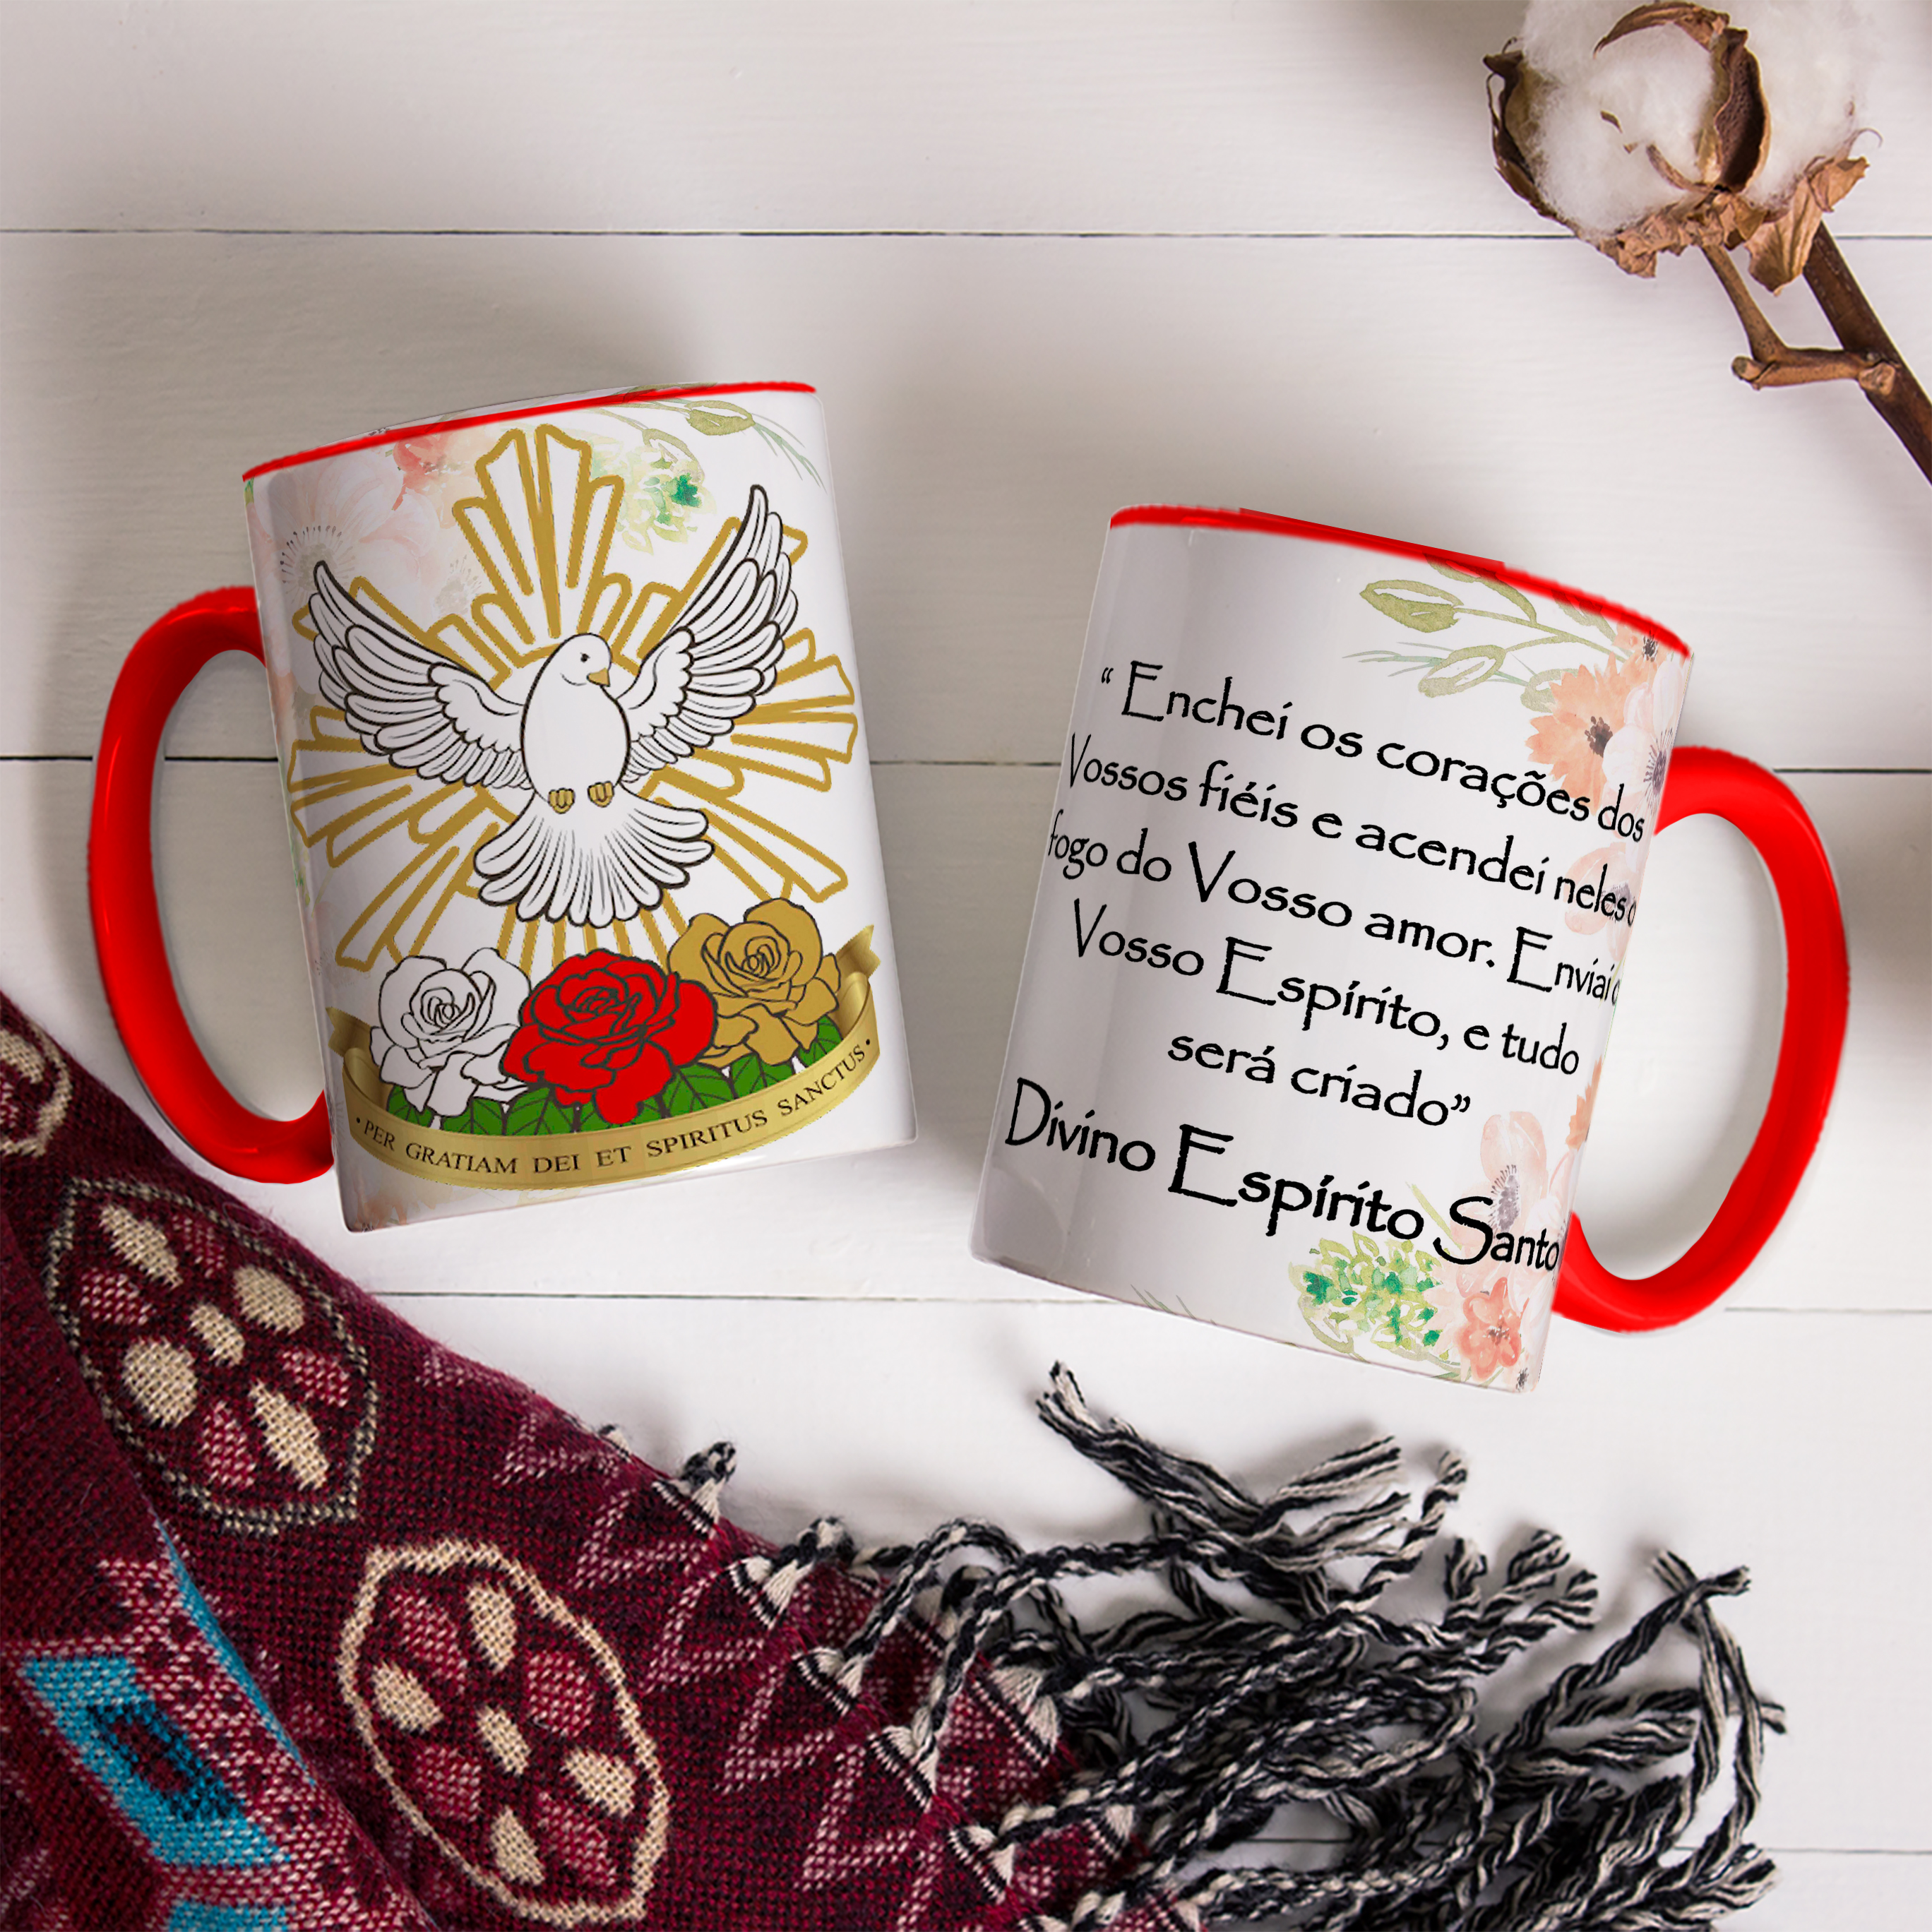 • PER GRATIAM DEI ET SPIRITUS SANCTUS •
“ Enchei os corações dos
Vossos fiéis e acendei neles o
fogo do Vosso amor. Enviai o
Vosso Espírito, e tudo
será criado”
Divino Espírito Santo